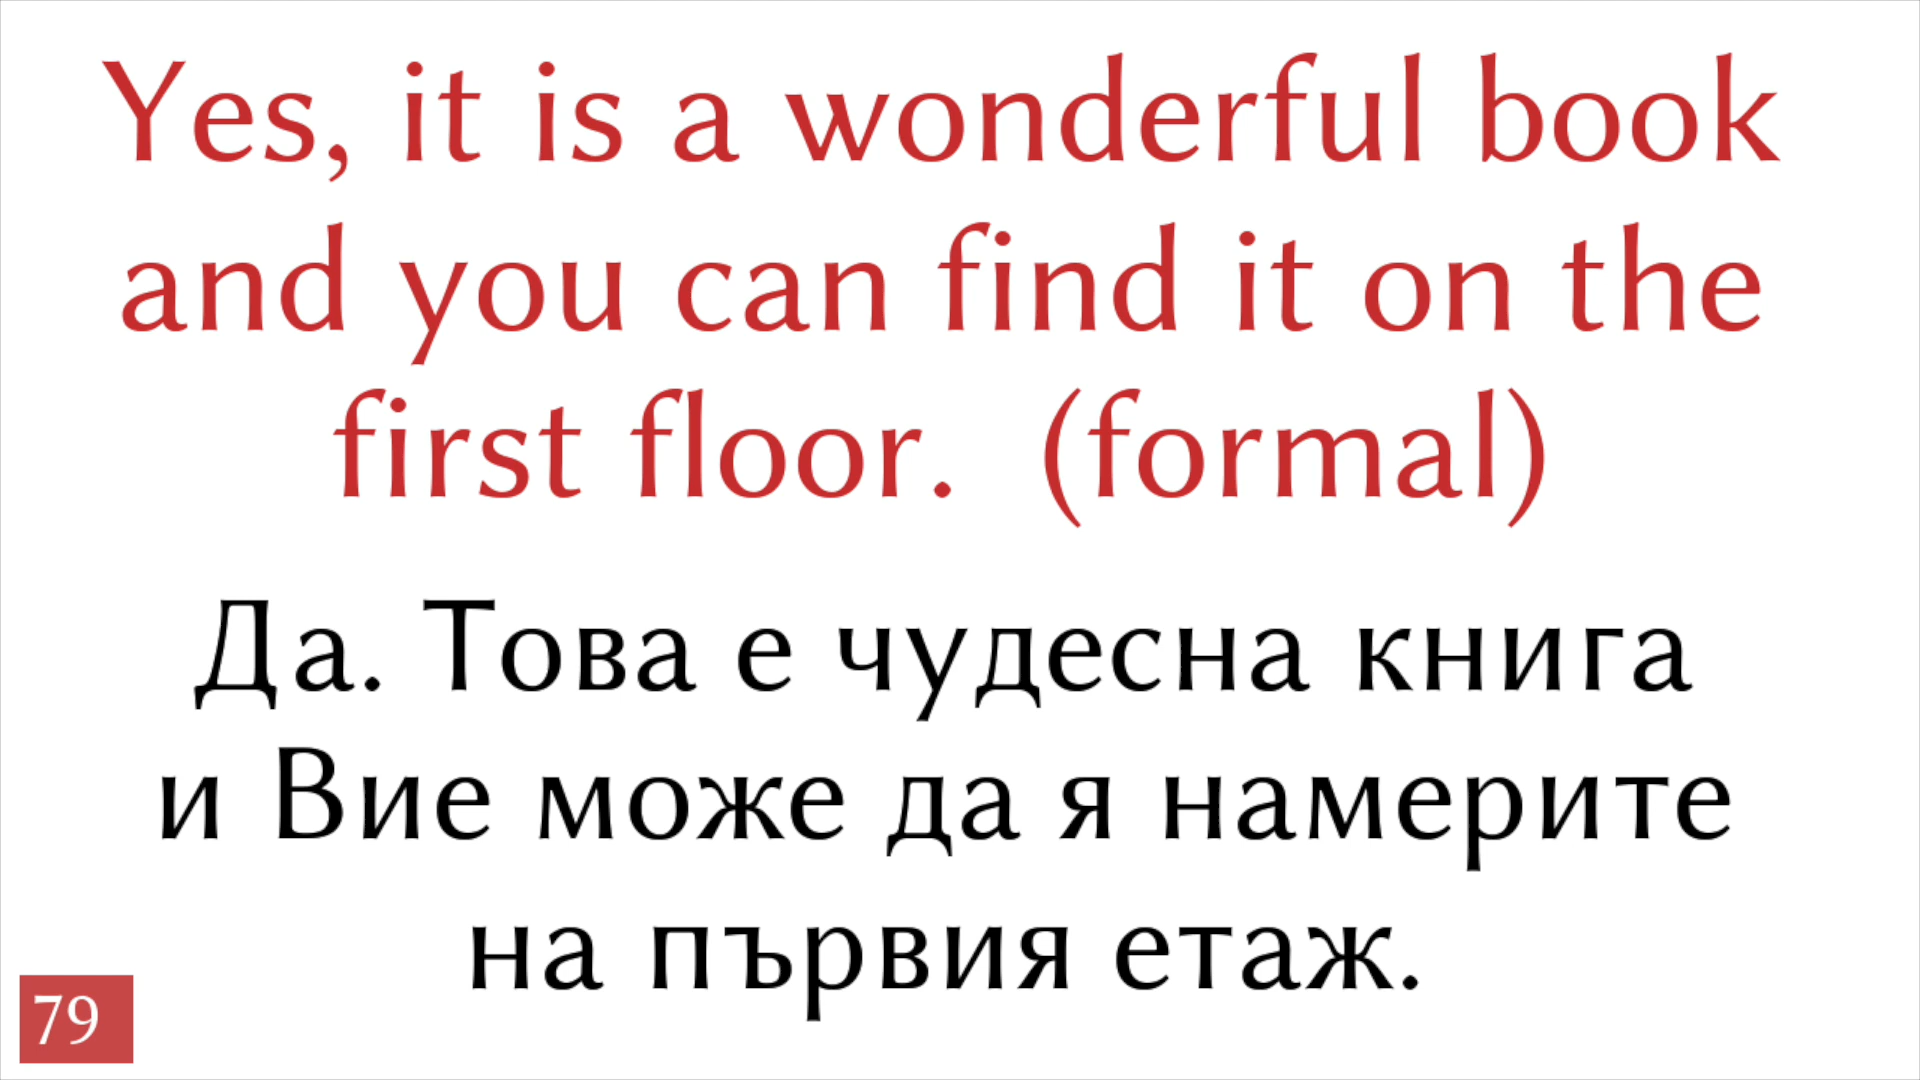 Yes, it is a wonderful book
and you can find it on the
first floor.  (formal)
Да. Това е чудесна книга
и Вие може да я намерите
на първия етаж.
79